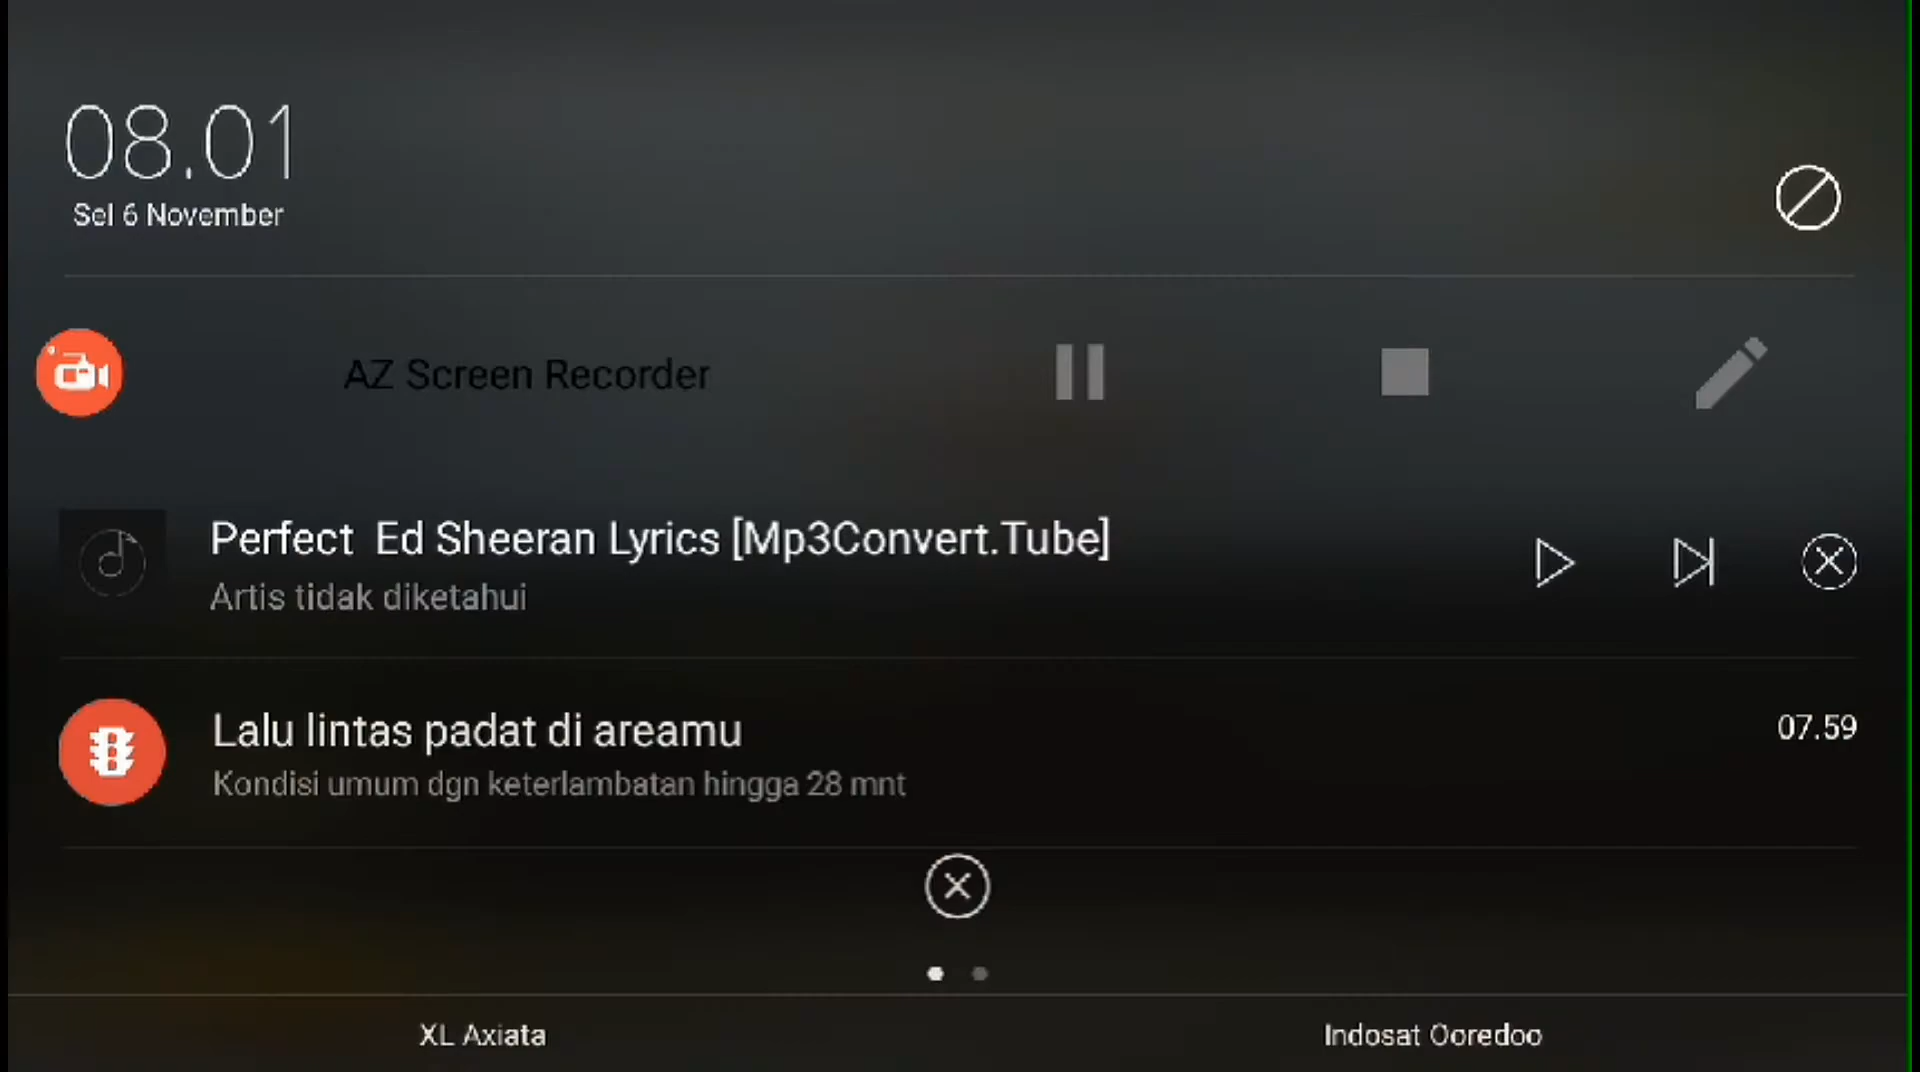 08.01
Sel 6 November
AZ Screen Recorder
Perfect  Ed Sheeran Lyrics [Mp3Convert.Tube]
Artis tidak diketahui
Lalu lintas padat di areamu
07.59
Kondisi umum dgn keterlambatan hingga 28 mnt
XL Axiata
Indosat Ooredoo